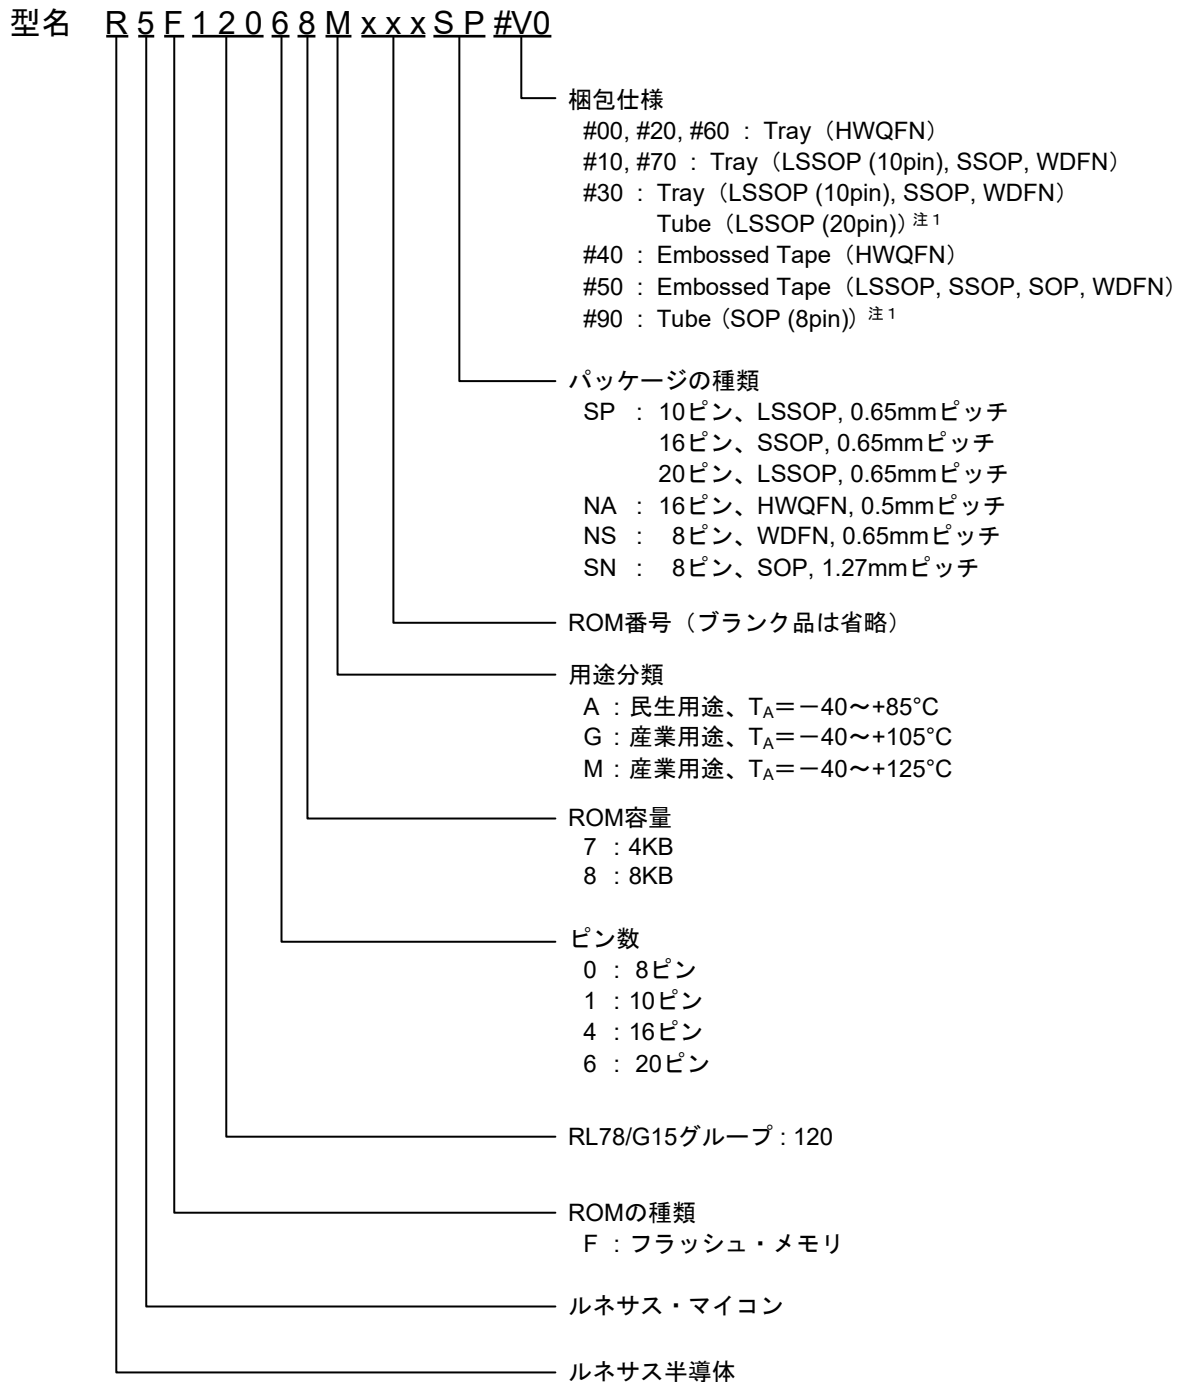 型名 R 5 F 1 2 0 6 8 M x x x S P #V0
梱包仕様
#00, #20, #60 : Tray（HWQFN）
#10, #70 : Tray（LSSOP (10pin), SSOP, WDFN）
#30 : Tray（LSSOP (10pin), SSOP, WDFN）
Tube（LSSOP (20pin)）注1
#40 : Embossed Tape（HWQFN）
#50 : Embossed Tape（LSSOP, SSOP, SOP, WDFN）
#90 : Tube（SOP (8pin)）注1
パッケージの種類
SP : 10ピン、LSSOP, 0.65mmピッチ
16ピン、SSOP, 0.65mmピッチ
20ピン、LSSOP, 0.65mmピッチ
NA : 16ピン、HWQFN, 0.5mmピッチ
NS : 8ピン、WDFN, 0.65mmピッチ
SN : 8ピン、SOP, 1.27mmピッチ
ROM番号（ブランク品は省略）
用途分類
A : 民生用途、TA＝－40～+85°C
G : 産業用途、TA＝－40～+105°C
M : 産業用途、TA＝－40～+125°C
ROM容量
7 : 4KB
8 : 8KB
ピン数
0 : 8ピン
1 : 10ピン
4 : 16ピン
6 : 20ピン
RL78/G15グループ : 120
ROMの種類
F : フラッシュ・メモリ
ルネサス・マイコン
ルネサス半導体